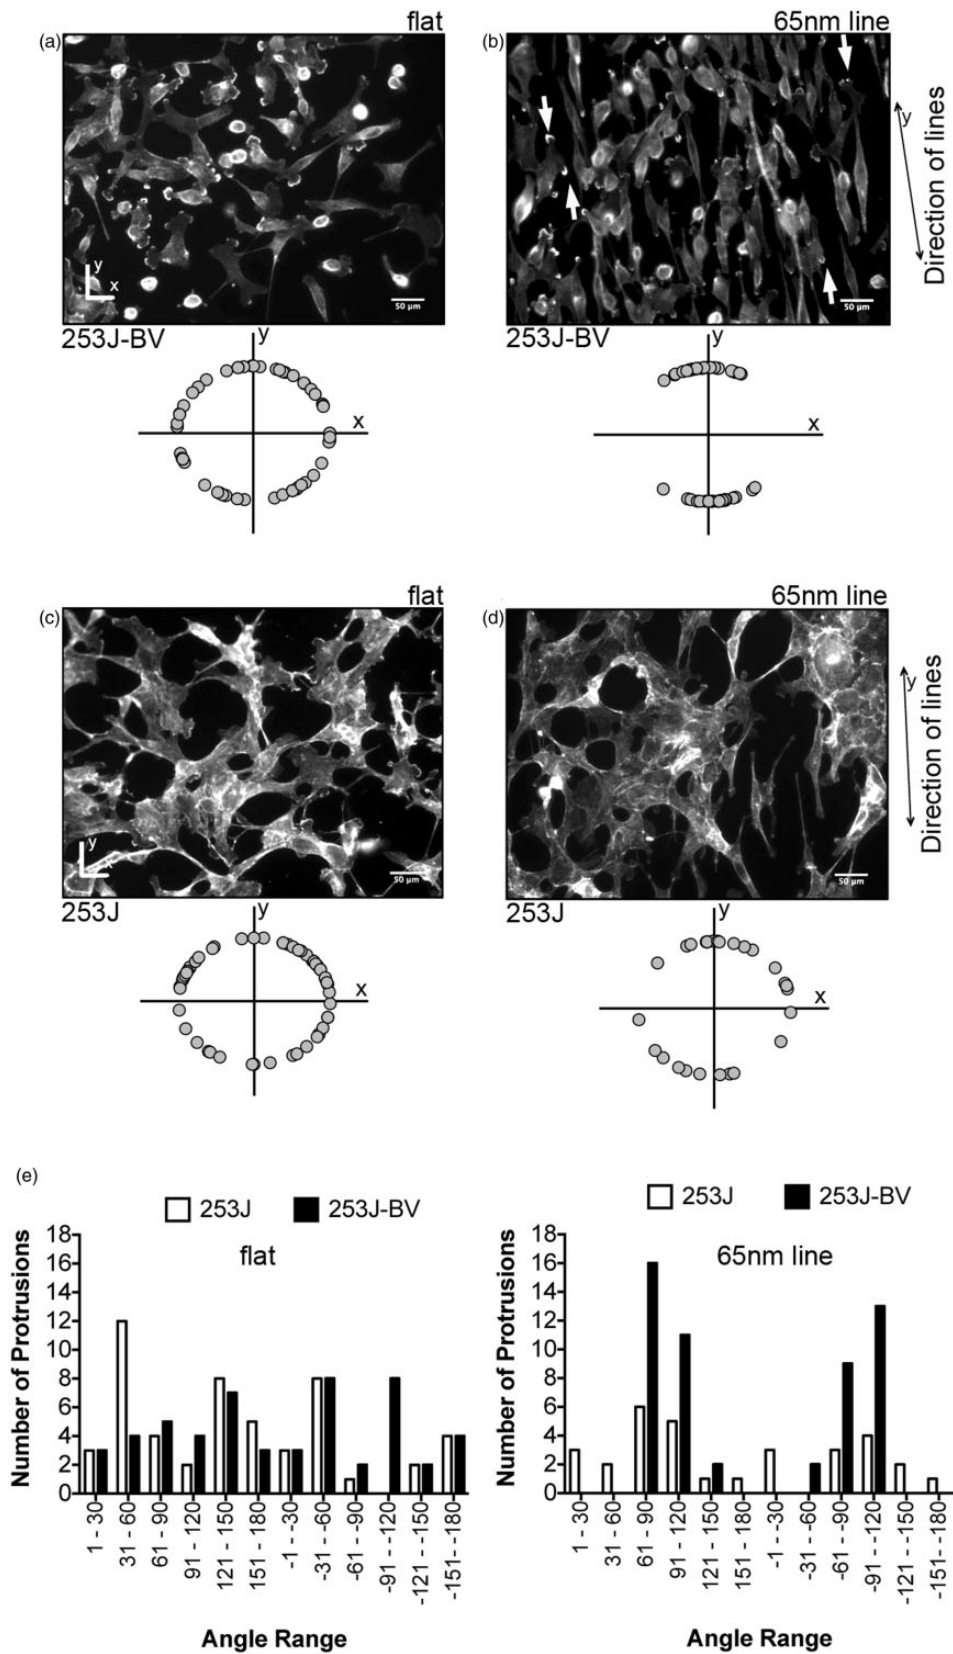 flat
65nm line
(a)
(b)
y
x
50 µm
50 µm
y
Direction of lines
253J-BV
253J-BV
y
x
y
x
flat
65nm line
(c)
(d)
y
x
50 µm
50 µm
y
Direction of lines
253J
253J
y
x
y
x
(e)
253J 253J-BV
253J 253J-BV
flat
Number of Protrusions
18
16
14
12
10
8
6
4
2
0
1 - 30
31 - 60
61 - 90
91 - 120
121 - 150
151 - 180
-1 - -30
-31 - -60
-61 - -90
-91 - -120
-121 - -150
-151 - -180
Angle Range
65nm line
Number of Protrusions
18
16
14
12
10
8
6
4
2
0
1 - 30
31 - 60
61 - 90
91 - 120
121 - 150
151 - 180
-1 - -30
-31 - -60
-61 - -90
-91 - -120
-121 - -150
-151 - -180
Angle Range